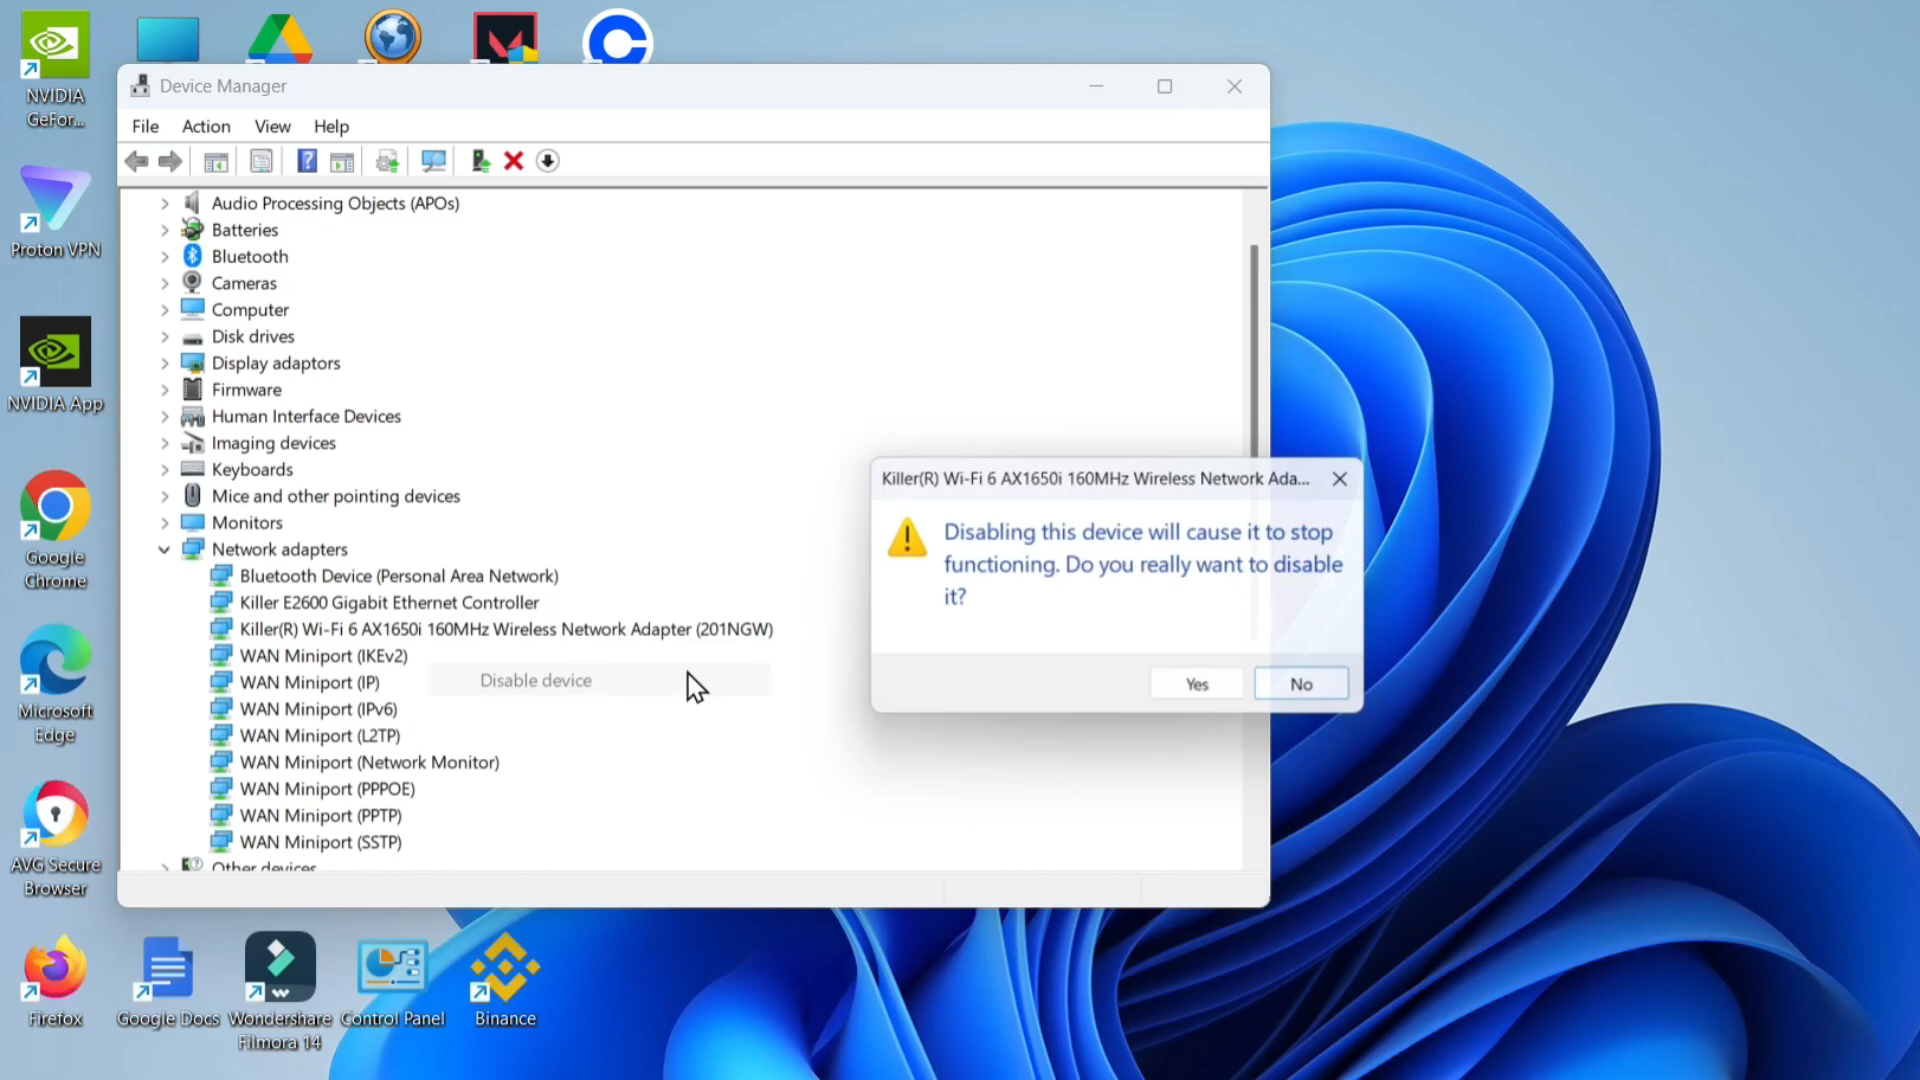 NVIDIA
GeFor...
Proton VPN
NVIDIA App
Google
Chrome
Microsoft
Edge
AVG Secure
Browser
Firefox
Google Docs
Wondershare
Filmora 14
Control Panel
Binance
Device Manager
File Action View Help
Audio Processing Objects (APOs)
Batteries
Bluetooth
Cameras
Computer
Disk drives
Display adaptors
Firmware
Human Interface Devices
Imaging devices
Keyboards
Mice and other pointing devices
Monitors
Network adapters
Bluetooth Device (Personal Area Network)
Killer E2600 Gigabit Ethernet Controller
Killer(R) Wi-Fi 6 AX1650i 160MHz Wireless Network Adapter (201NGW)
WAN Miniport (IKEv2)
WAN Miniport (IP)
WAN Miniport (IPv6)
WAN Miniport (L2TP)
WAN Miniport (Network Monitor)
WAN Miniport (PPPOE)
WAN Miniport (PPTP)
WAN Miniport (SSTP)
Other devices
Disable device
Killer(R) Wi-Fi 6 AX1650i 160MHz Wireless Network Ada...
Disabling this device will cause it to stop
functioning. Do you really want to disable
it?
Yes
No